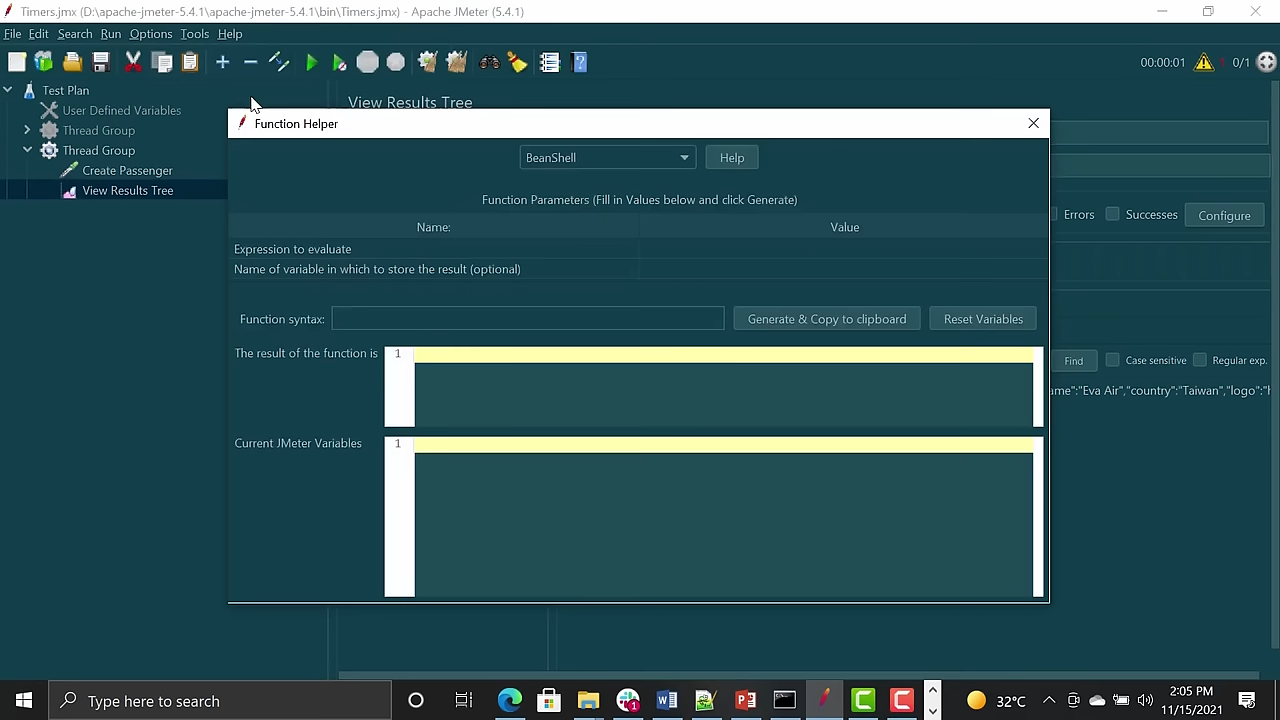 Timers.jmx (D:\apache-jmeter-5.4.1\apache-jmeter-5.4.1\bin\Timers.jmx) - Apache JMeter (5.4.1)
File Edit Search Run Options Tools Help
00:00:01 1 0/1
Test Plan
User Defined Variables
Thread Group
Thread Group
Create Passenger
View Results Tree
View Results Tree
Function Helper
BeanShell Help
Function Parameters (Fill in Values below and click Generate)
Name: Value
Expression to evaluate
Name of variable in which to store the result (optional)
Function syntax: Generate & Copy to clipboard Reset Variables
The result of the function is 1
Current JMeter Variables 1
Errors Successes Configure
Find Case sensitive Regular exp.
ame":"Eva Air","country":"Taiwan","logo":"h
Type here to search
32°C
2:05 PM
11/15/2021